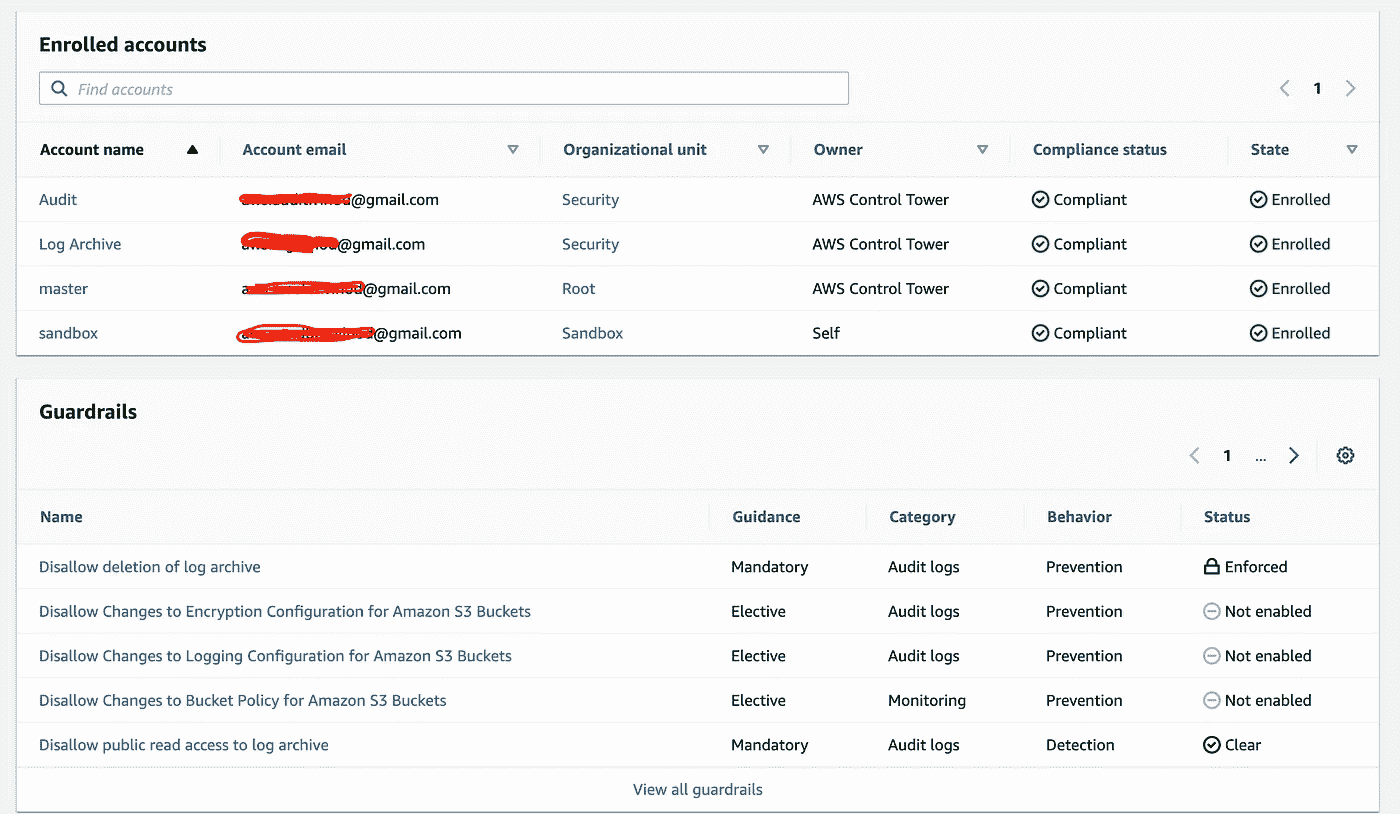 Enrolled accounts
Find accounts
1
Account name Account email Organizational unit Owner Compliance status State
Audit @gmail.com Security AWS Control Tower Compliant Enrolled
Log Archive @gmail.com Security AWS Control Tower Compliant Enrolled
master @gmail.com Root AWS Control Tower Compliant Enrolled
sandbox @gmail.com Sandbox Self Compliant Enrolled
Guardrails
1 ...
Name Guidance Category Behavior Status
Disallow deletion of log archive Mandatory Audit logs Prevention Enforced
Disallow Changes to Encryption Configuration for Amazon S3 Buckets Elective Audit logs Prevention Not enabled
Disallow Changes to Logging Configuration for Amazon S3 Buckets Elective Audit logs Prevention Not enabled
Disallow Changes to Bucket Policy for Amazon S3 Buckets Elective Monitoring Prevention Not enabled
Disallow public read access to log archive Mandatory Audit logs Detection Clear
View all guardrails